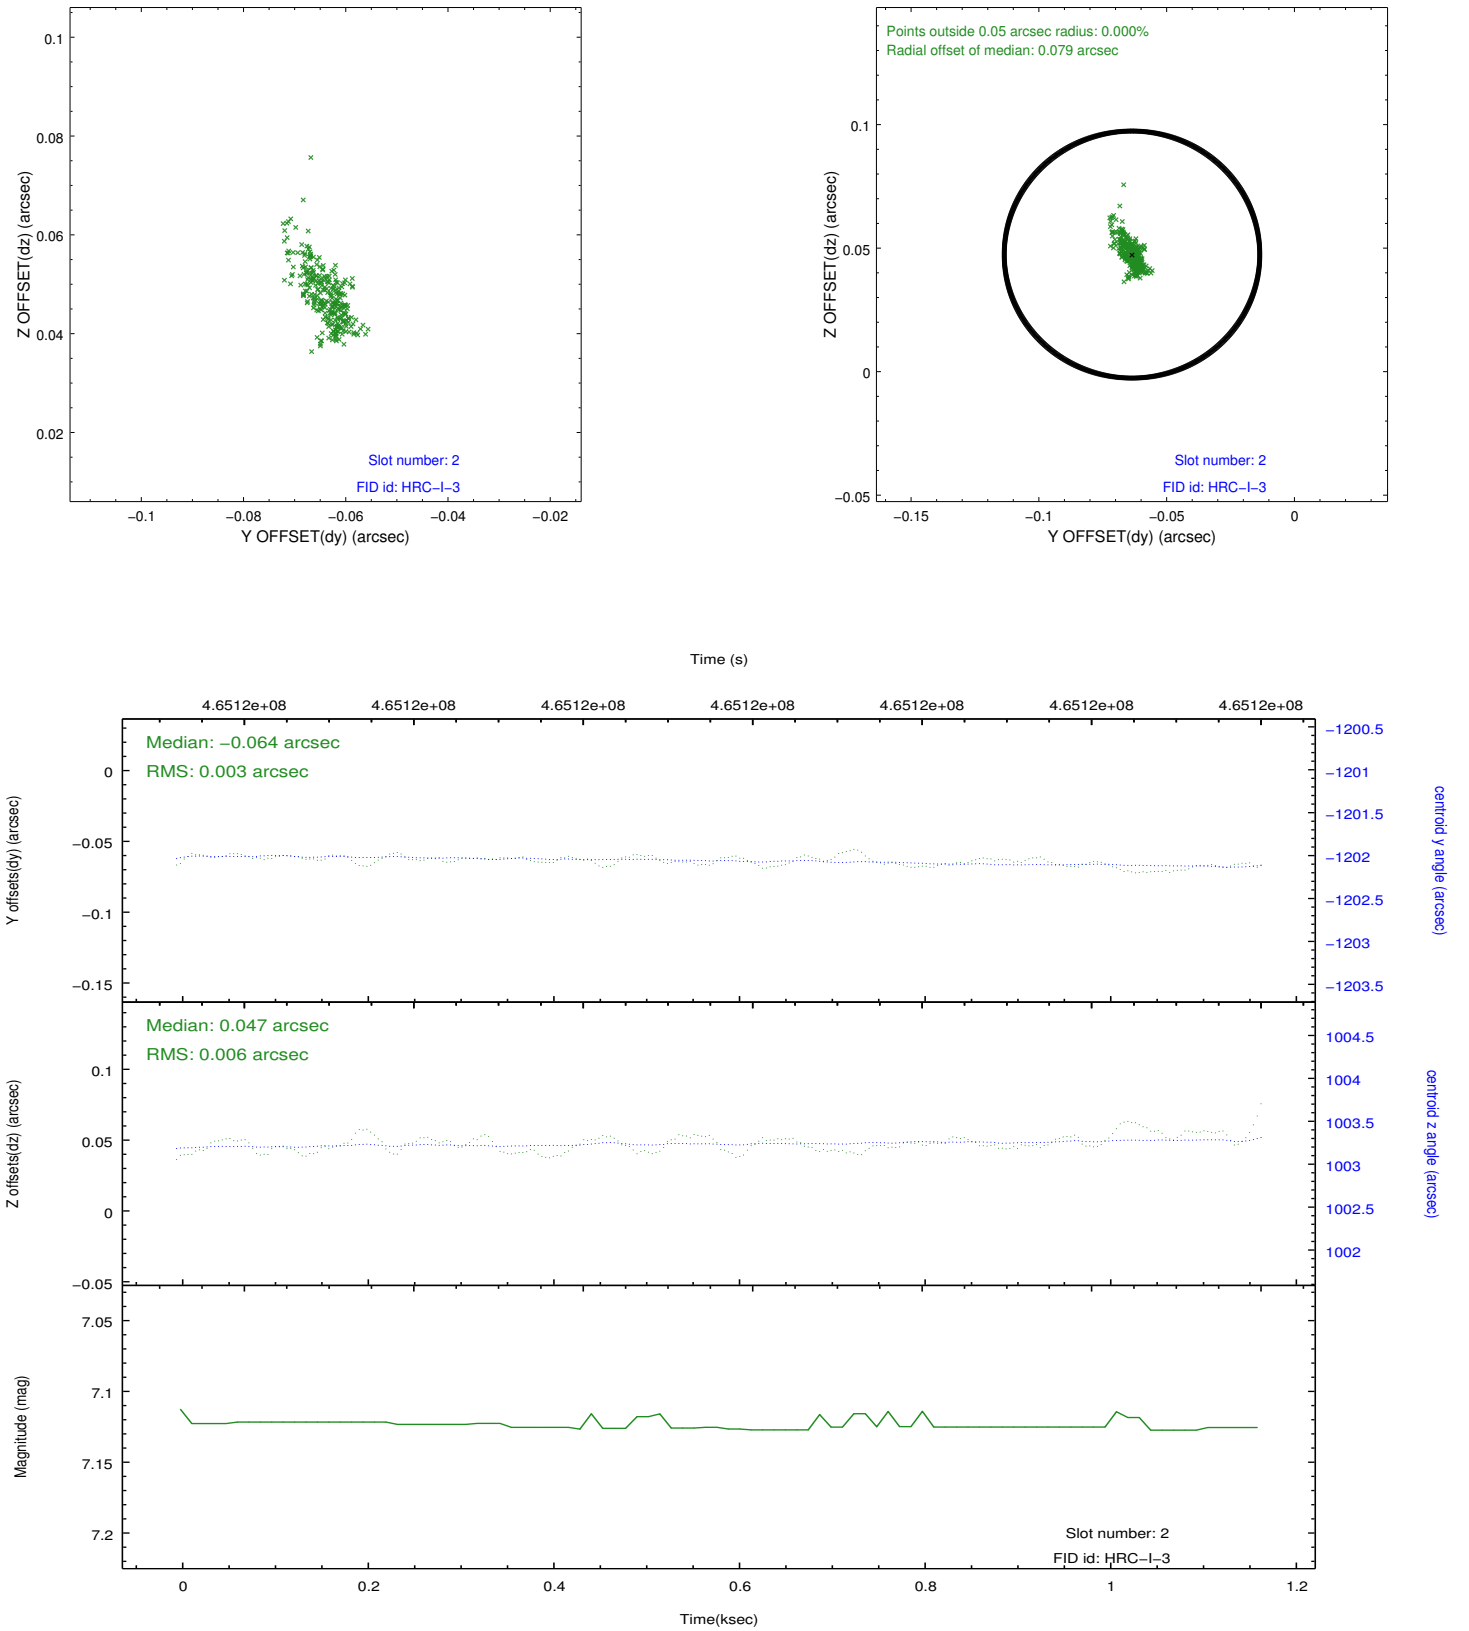 0.1
0.08
0.06
0.04
0.02
Z OFFSET(dz) (arcsec)
Slot number: 2
FID id: HRC−I−3
−0.1 −0.08 −0.06 −0.04 −0.02
Y OFFSET(dy) (arcsec)
Points outside 0.05 arcsec radius: 0.000%
Radial offset of median: 0.079 arcsec
0.1
0.05
0
−0.05
Z OFFSET(dz) (arcsec)
Slot number: 2
FID id: HRC−I−3
−0.15 −0.1 −0.05 0
Y OFFSET(dy) (arcsec)
Time (s)
4.6512e+08 4.6512e+08 4.6512e+08 4.6512e+08 4.6512e+08 4.6512e+08 4.6512e+08
Median: −0.064 arcsec
RMS: 0.003 arcsec
0
−0.05
−0.1
−0.15
Y offsets(dy) (arcsec)
−1200.5
−1201
−1201.5
−1202
−1202.5
−1203
−1203.5
centroid y angle (arcsec)
Median: 0.047 arcsec
RMS: 0.006 arcsec
0.1
0.05
0
−0.05
Z offsets(dz) (arcsec)
1004.5
1004
1003.5
1003
1002.5
1002
centroid z angle (arcsec)
7.05
7.1
7.15
7.2
Magnitude (mag)
Slot number: 2
FID id: HRC−I−3
0 0.2 0.4 0.6 0.8 1 1.2
Time(ksec)